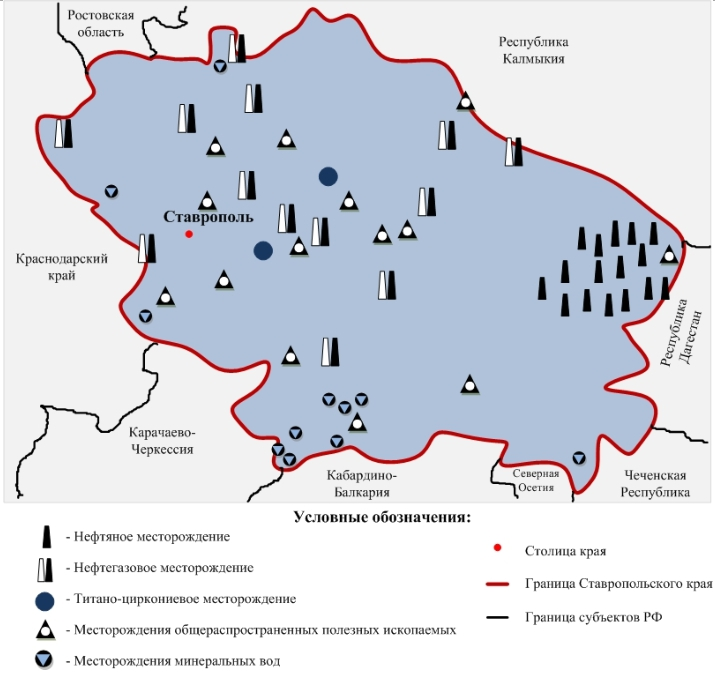 Ростовская
область
Республика
Калмыкия
Ставрополь
Краснодарский
край
Республика
Дагестан
Карачаево-
Черкессия
Кабардино-
Балкария
Северная
Осетия
Чеченская
Республика
Условные обозначения:
- Нефтяное месторождение
- Нефтегазовое месторождение
- Титано-циркониевое месторождение
- Месторождения общераспространенных полезных ископаемых
- Месторождения минеральных вод
Столица края
Граница Ставропольского края
Граница субъектов РФ